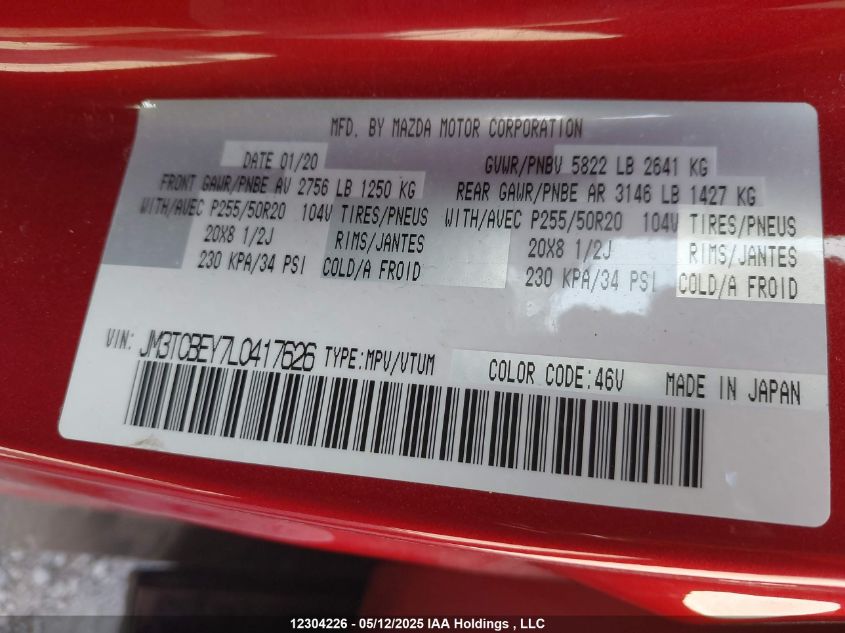 MFD. BY MAZDA MOTOR CORPORATION
DATE 01/20 GVWR/PNBV 5822 LB 2641 KG
FRONT GAWR/PNBE AV 2756 LB 1250 KG REAR GAWR/PNBE AR 3146 LB 1427 KG
WITH/AVEC P255/50R20 104V TIRES/PNEUS WITH/AVEC P255/50R20 104V TIRES/PNEUS
20X8 1/2J RIMS/JANTES 20X8 1/2J RIMS/JANTES
230 KPA/34 PSI COLD/A FROID 230 KPA/34 PSI COLD/A FROID
VIN: JM3TCBEY7L0417626 TYPE:MPV/VTUM COLOR CODE:46V MADE IN JAPAN
12304226 - 05/12/2025 IAA Holdings , LLC